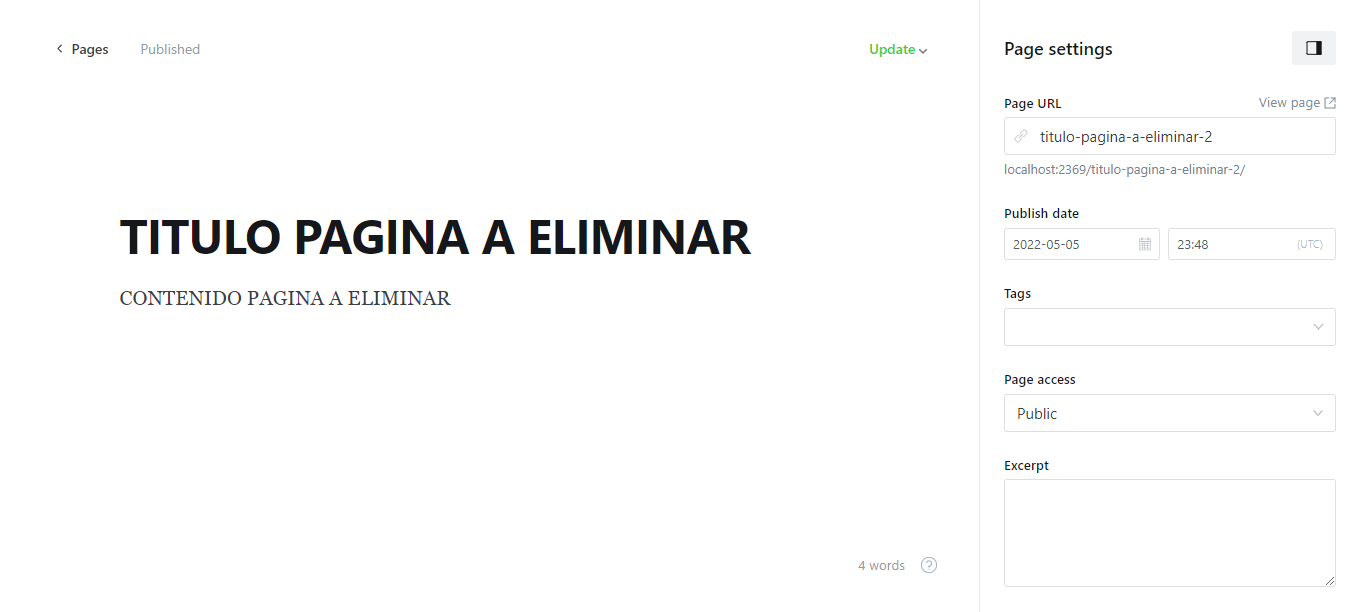 Pages Published Update
TITULO PAGINA A ELIMINAR
CONTENIDO PAGINA A ELIMINAR
4 words
Page settings
Page URL View page
titulo-pagina-a-eliminar-2
localhost:2369/titulo-pagina-a-eliminar-2/
Publish date
2022-05-05 23:48 (UTC)
Tags
Page access
Public
Excerpt